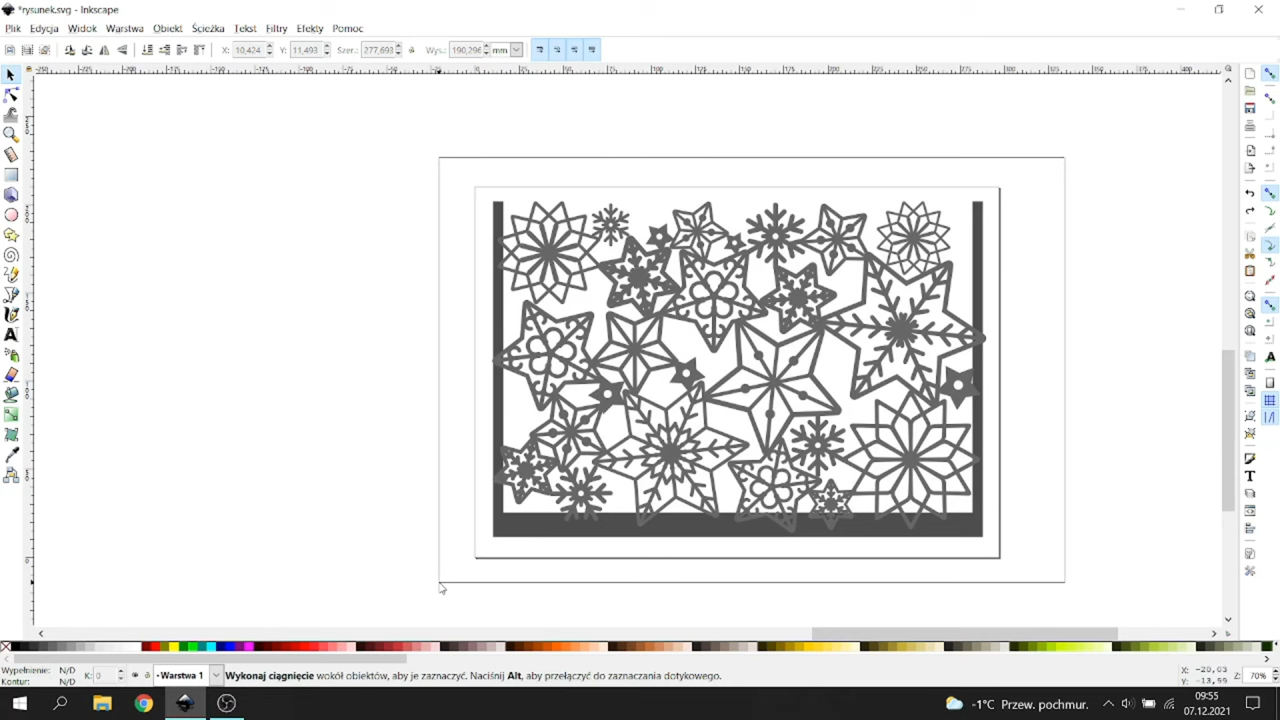 *rysunek.svg - Inkscape
Plik Edycja Widok Warstwa Obiekt Ścieżka Tekst Filtry Efekty Pomoc
X: 10,424 Y: 11,493 Szer.: 277,693 Wys.: 190,296 mm
Wypełnienie: N/D
Kontur: N/D
K: 0
Warstwa 1
Wykonaj ciągnięcie wokół obiektów, aby je zaznaczyć. Naciśnij Alt, aby przełączyć do zaznaczania dotykowego.
X: -20,03
Y: -13,59
Z: 70%
-1°C Przew. pochmur.
09:55
07.12.2021